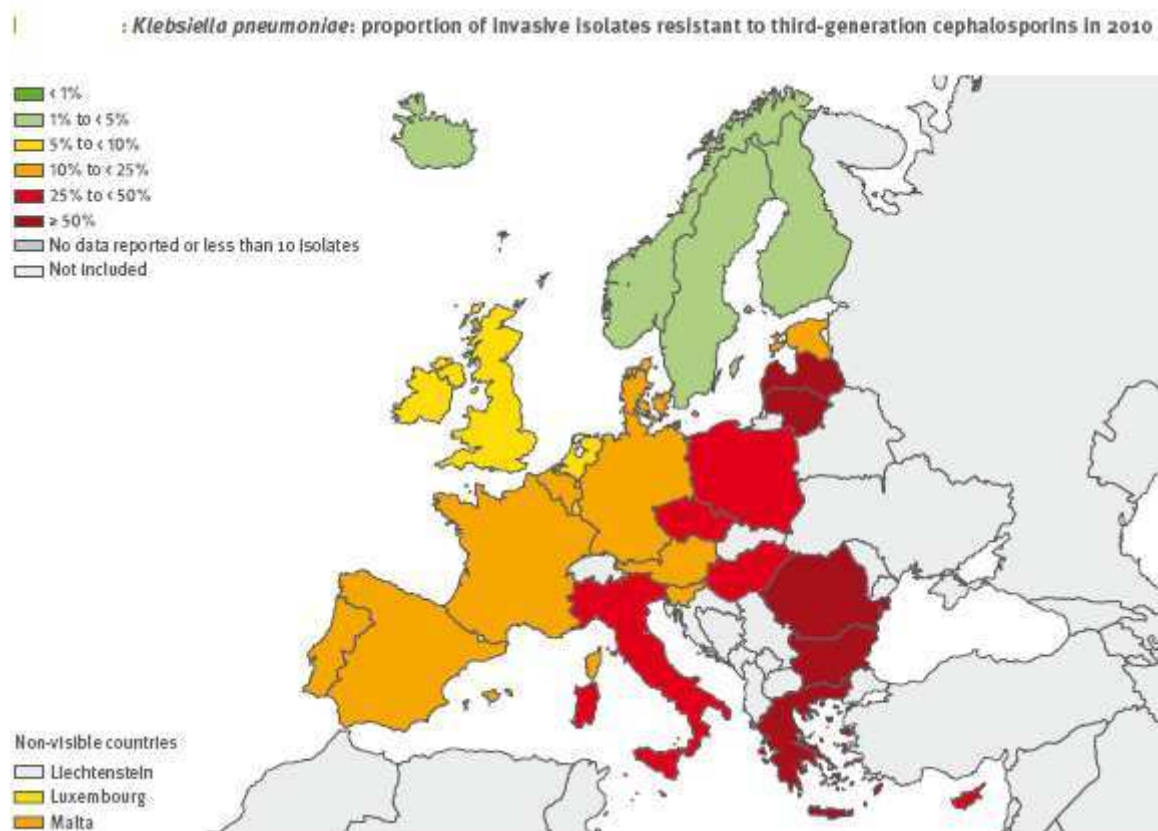 : Klebsiella pneumoniae: proportion of invasive isolates resistant to third-generation cephalosporins in 2010
< 1%
1% to < 5%
5% to < 10%
10% to < 25%
25% to < 50%
≥ 50%
No data reported or less than 10 isolates
Not included
Non-visible countries
Liechtenstein
Luxembourg
Malta